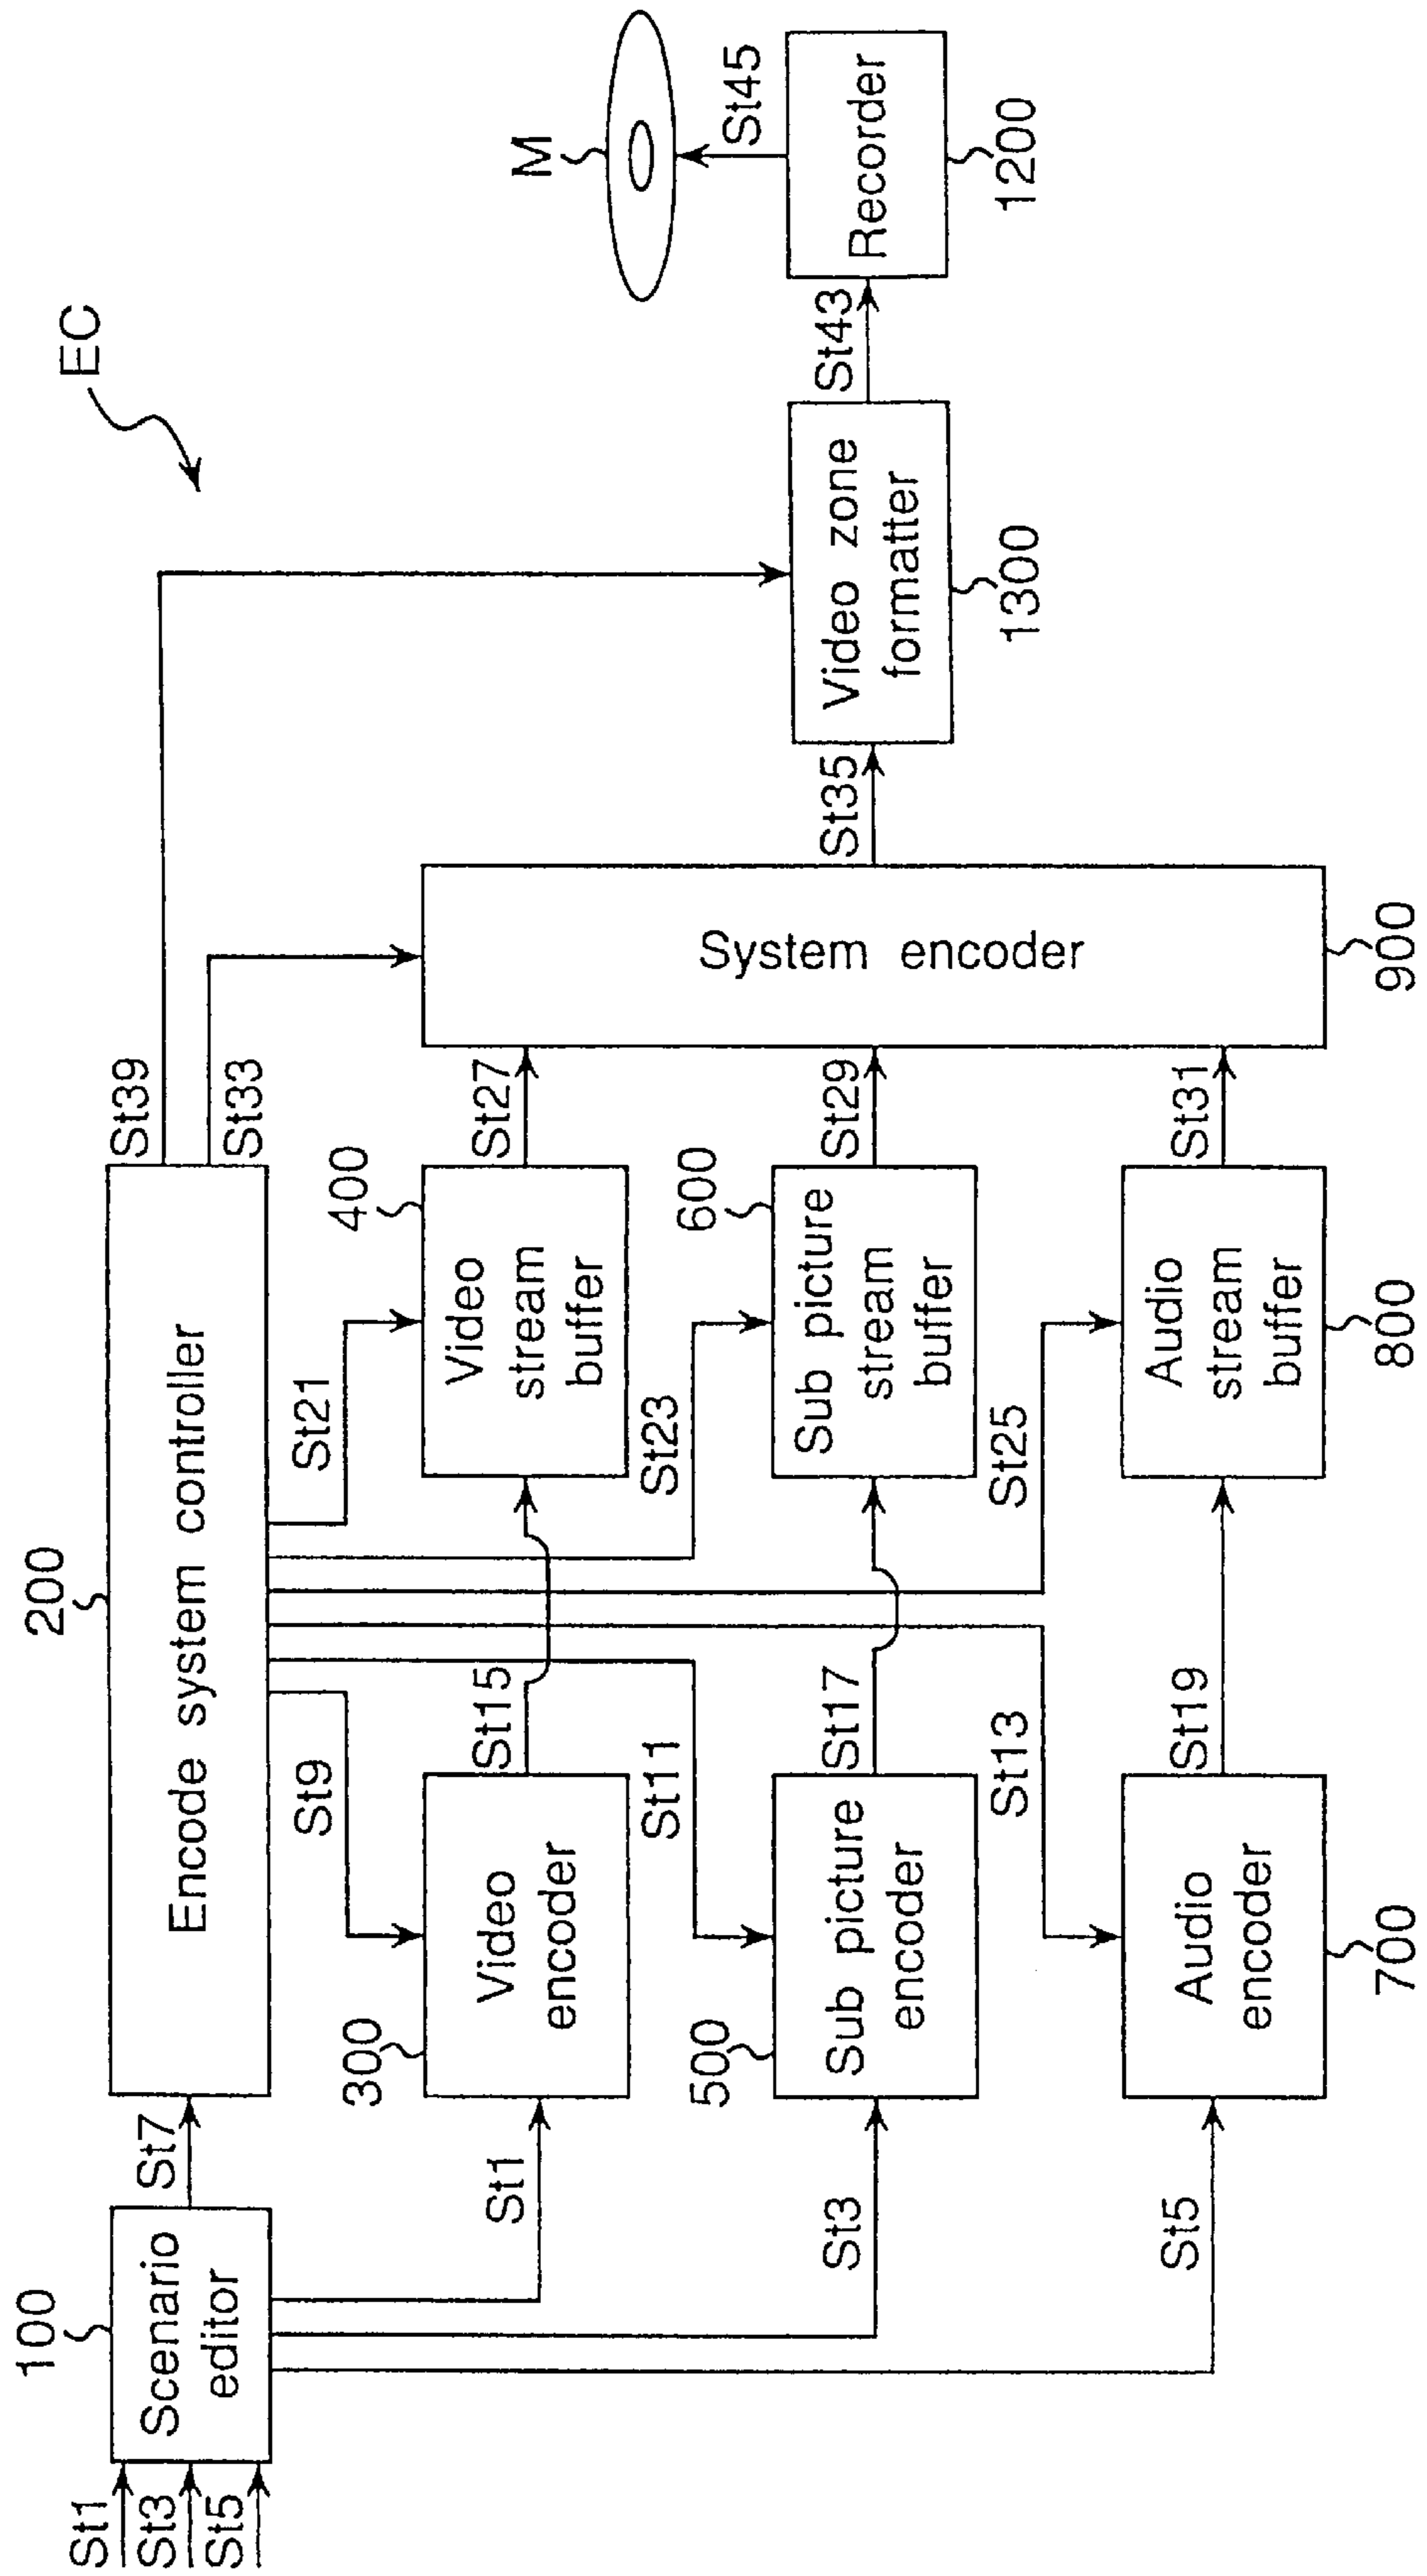 EC
100
Scenario
editor
St1
St3
St5
St7
200
Encode system controller
St39
St33
St9
St21
300
Video
encoder
St1
St15
400
Video
stream
buffer
St27
St11
St23
500
Sub picture
encoder
St3
St17
600
Sub picture
stream
buffer
St29
St13
St25
Audio
encoder
700
St5
St19
Audio
stream
buffer
800
St31
System encoder
900
St35
Video zone
formatter
1300
St43
Recorder
1200
St45
M